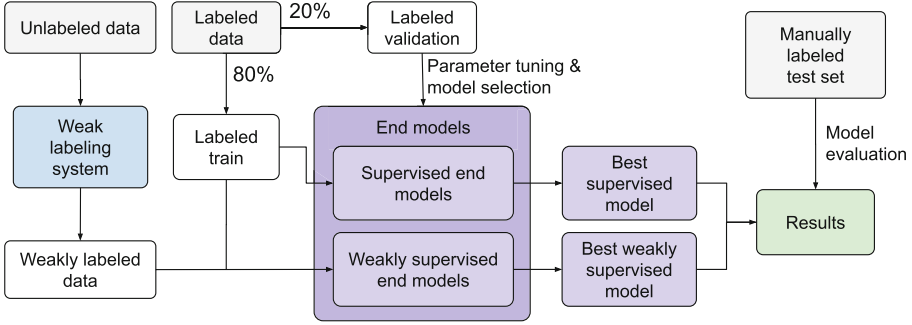 Unlabeled data
Labeled
data
20%
Labeled
validation
Manually
labeled
test set
80%
Parameter tuning &
model selection
Weak
labeling
system
Labeled
train
End models
Model
evaluation
Supervised end
models
Best
supervised
model
Results
Weakly labeled
data
Weakly supervised
end models
Best weakly
supervised
model